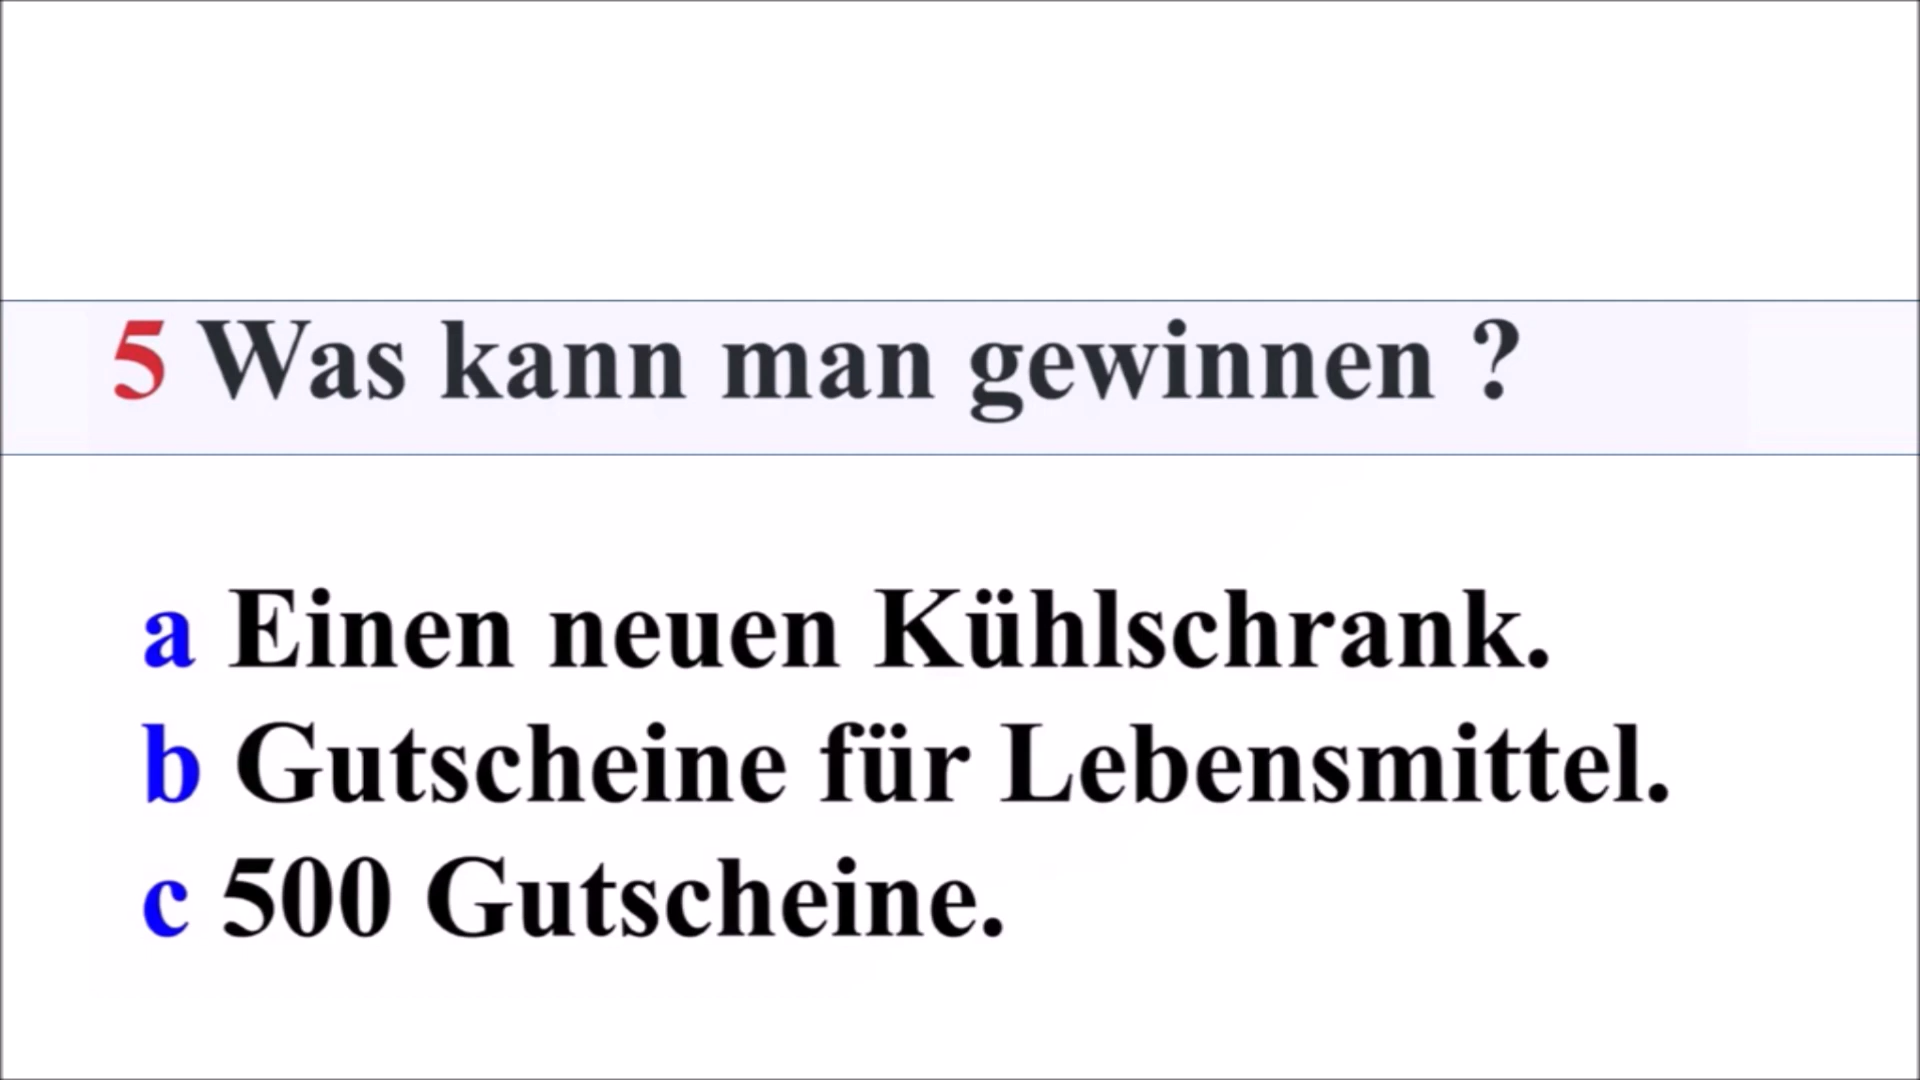 5 Was kann man gewinnen ?
a Einen neuen Kühlschrank.
b Gutscheine für Lebensmittel.
c 500 Gutscheine.